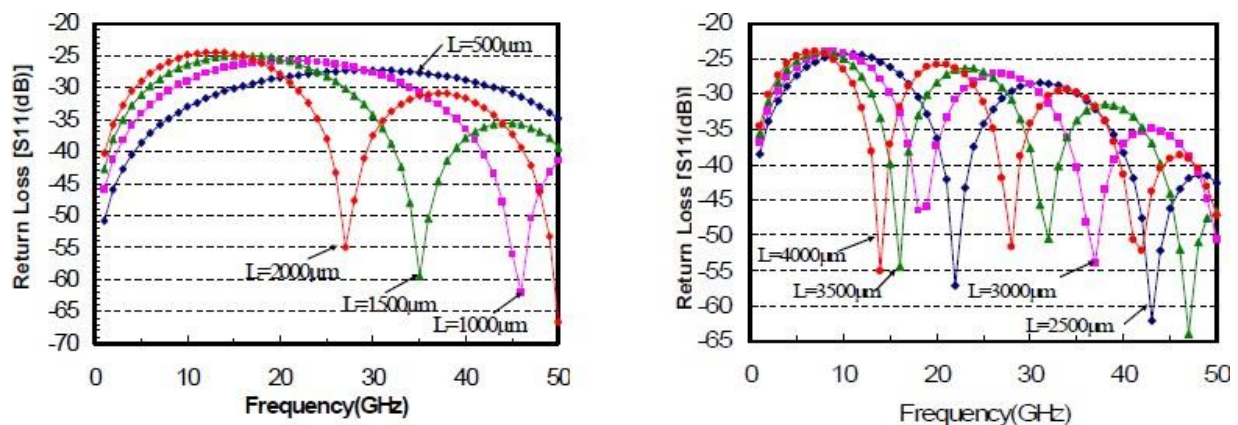 Return Loss [S11(dB)]
-20
-25
-30
-35
-40
-45
-50
-55
-60
-65
-70
L=500μm
L=2000μm
L=1500μm
L=1000μm
0 10 20 30 40 50
Frequency(GHz)
Return Loss [S11(dB)]
-20
-25
-30
-35
-40
-45
-50
-55
-60
-65
L=4000μm
L=3500μm
L=3000μm
L=2500μm
0 10 20 30 40 50
Frequency(GHz)